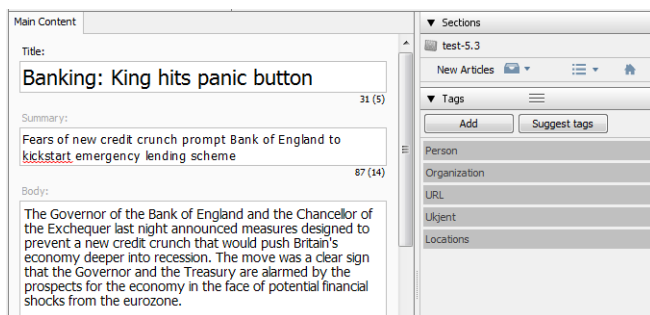 Main Content
Title:
Banking: King hits panic button
31 (5)
Summary:
Fears of new credit crunch prompt Bank of England to
kickstart emergency lending scheme
87 (14)
Body:
The Governor of the Bank of England and the Chancellor of
the Exchequer last night announced measures designed to
prevent a new credit crunch that would push Britain's
economy deeper into recession. The move was a clear sign
that the Governor and the Treasury are alarmed by the
prospects for the economy in the face of potential financial
shocks from the eurozone.
Sections
test-5.3
New Articles
Tags
Add
Suggest tags
Person
Organization
URL
Ukjent
Locations